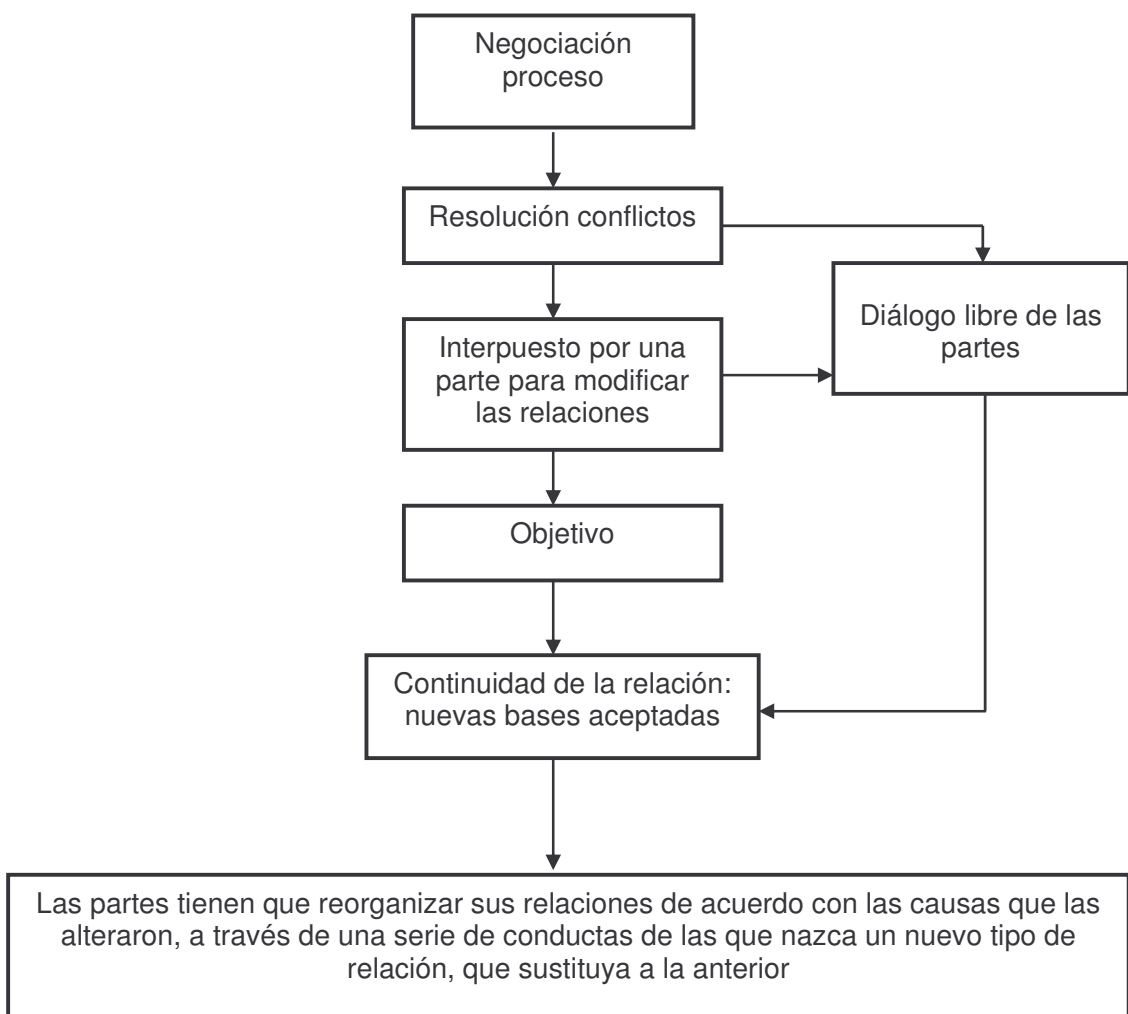 Negociación
proceso
Resolución conflictos
Diálogo libre de las
partes
Interpuesto por una
parte para modificar
las relaciones
Objetivo
Continuidad de la relación:
nuevas bases aceptadas
Las partes tienen que reorganizar sus relaciones de acuerdo con las causas que las
alteraron, a través de una serie de conductas de las que nazca un nuevo tipo de
relación, que sustituya a la anterior